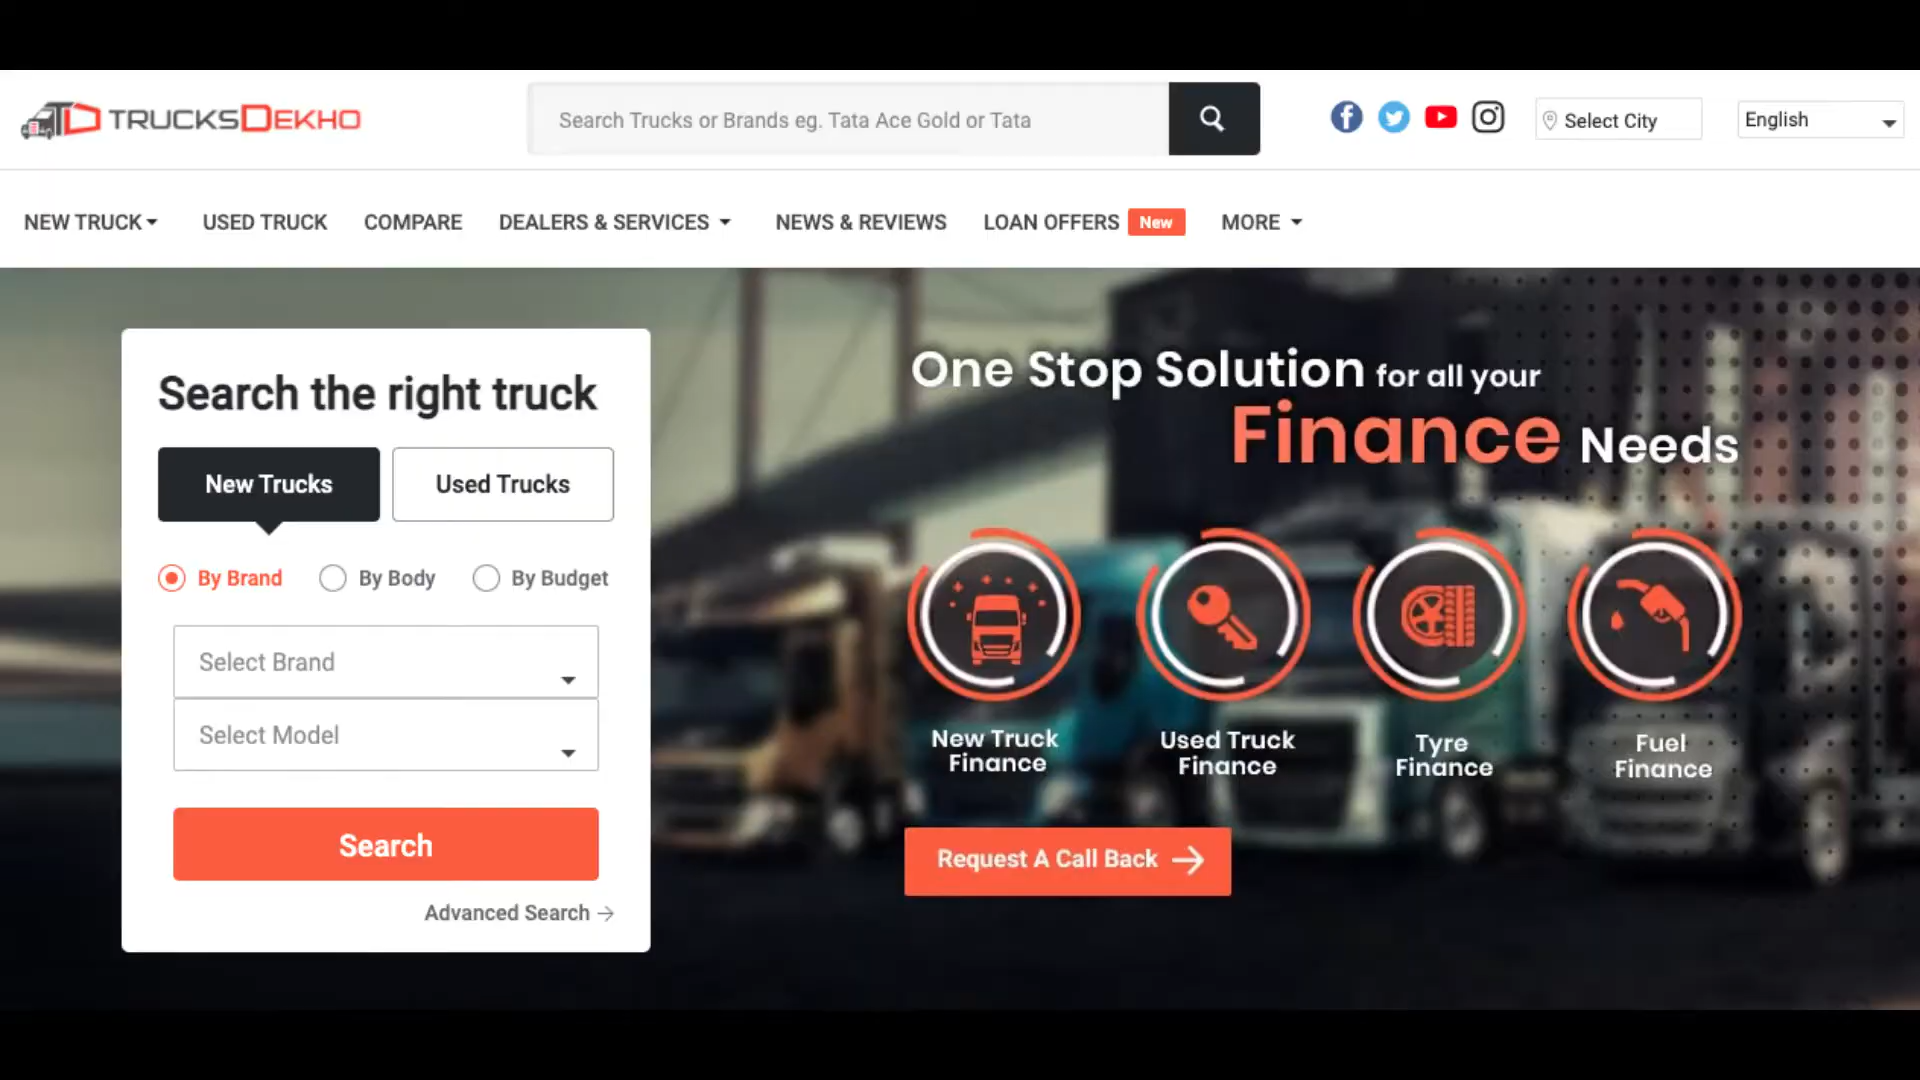 TRUCKSDEKHO
Search Trucks or Brands eg. Tata Ace Gold or Tata
Select City
English
NEW TRUCK
USED TRUCK
COMPARE
DEALERS & SERVICES
NEWS & REVIEWS
LOAN OFFERS New
MORE
Search the right truck
New Trucks
Used Trucks
By Brand
By Body
By Budget
Select Brand
Select Model
Search
Advanced Search
One Stop Solution for all your
Finance Needs
New Truck
Finance
Used Truck
Finance
Tyre
Finance
Fuel
Finance
Request A Call Back